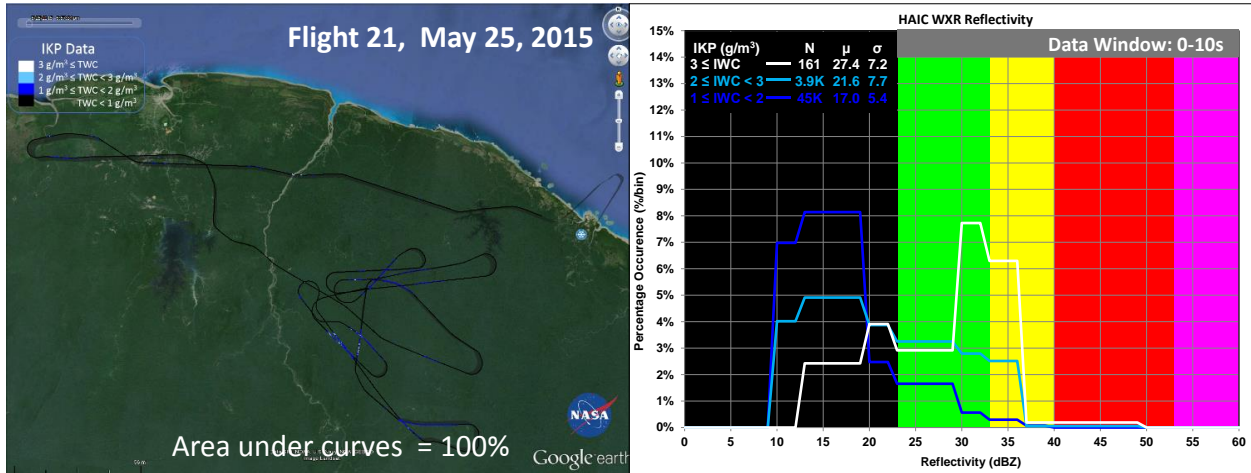 Flight 21, May 25, 2015
IKP Data
3 g/m³ ≤ TWC
2 g/m³ ≤ TWC < 3 g/m³
1 g/m³ ≤ TWC < 2 g/m³
TWC < 1 g/m³
NASA
Area under curves = 100%
Google earth
HAIC WXR Reflectivity
Data Window: 0-10s
IKP (g/m³) N µ σ
3 ≤ IWC 161 27.4 7.2
2 ≤ IWC < 3 3.9K 21.6 7.7
1 ≤ IWC < 2 45K 17.0 5.4
Percentage Occurence (%/bin)
15%
14%
13%
12%
11%
10%
9%
8%
7%
6%
5%
4%
3%
2%
1%
0%
0 5 10 15 20 25 30 35 40 45 50 55 60
Reflectivity (dBZ)